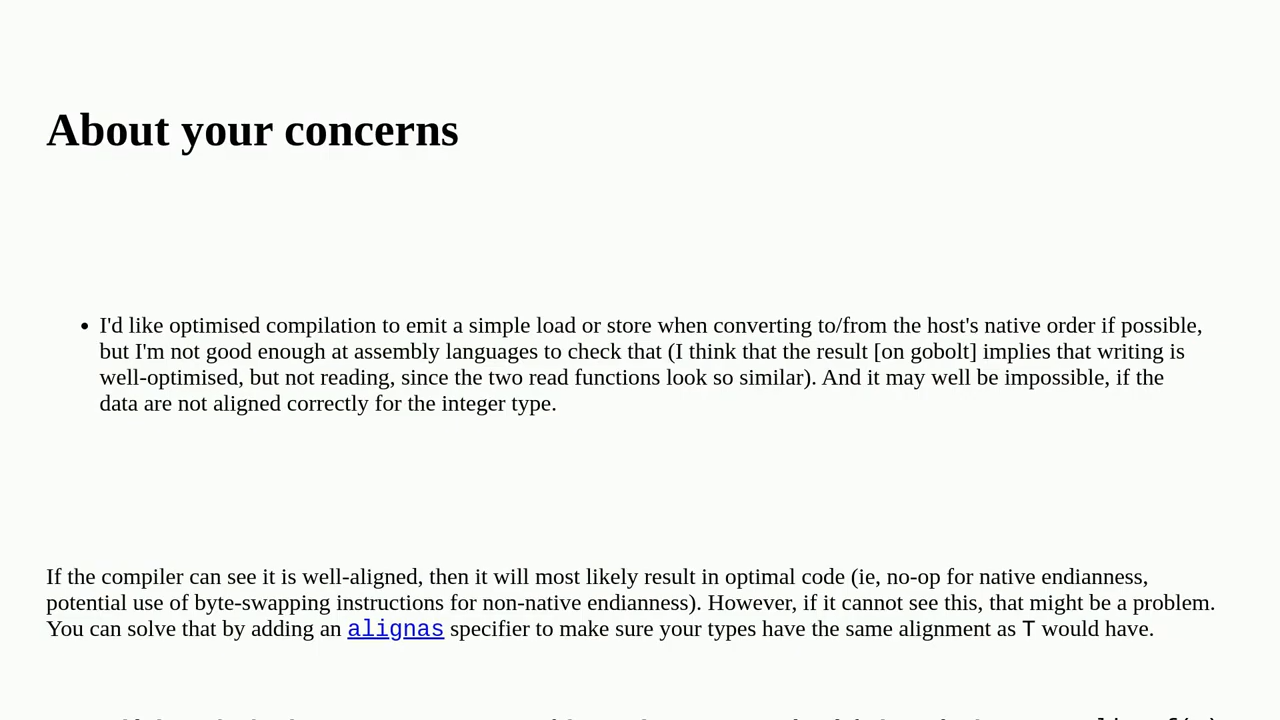 About your concerns
• I'd like optimised compilation to emit a simple load or store when converting to/from the host's native order if possible,
but I'm not good enough at assembly languages to check that (I think that the result [on gobolt] implies that writing is
well-optimised, but not reading, since the two read functions look so similar). And it may well be impossible, if the
data are not aligned correctly for the integer type.
If the compiler can see it is well-aligned, then it will most likely result in optimal code (ie, no-op for native endianness,
potential use of byte-swapping instructions for non-native endianness). However, if it cannot see this, that might be a problem.
You can solve that by adding an alignas specifier to make sure your types have the same alignment as T would have.